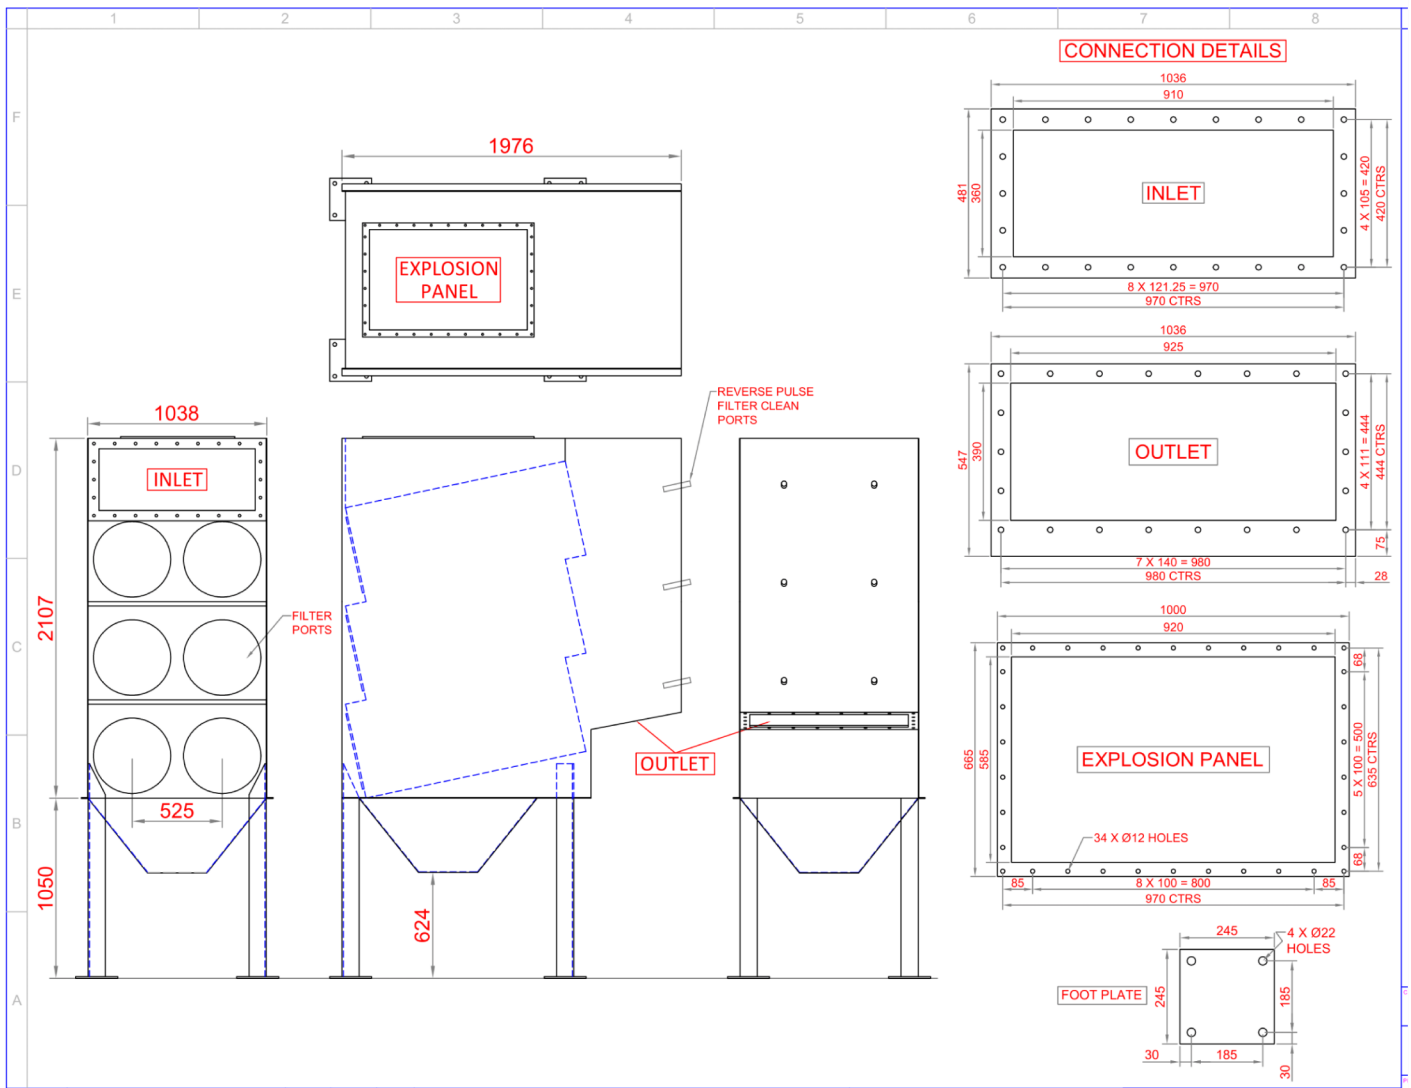 1 2 3 4 5 6 7 8
F
E
D
C
B
A
1976
EXPLOSION
PANEL
1038
INLET
2107
FILTER
PORTS
525
1050
REVERSE PULSE
FILTER CLEAN
PORTS
OUTLET
624
CONNECTION DETAILS
1036
910
481
360
INLET
4 X 105 = 420
420 CTRS
8 X 121.25 = 970
970 CTRS
1036
925
547
390
OUTLET
4 X 111 = 444
444 CTRS
75
7 X 140 = 980
980 CTRS
28
1000
920
665
585
EXPLOSION PANEL
68
5 X 100 = 500
635 CTRS
68
34 X Ø12 HOLES
85
8 X 100 = 800
85
970 CTRS
245
4 X Ø22
HOLES
FOOT PLATE
245
185
30
185
30